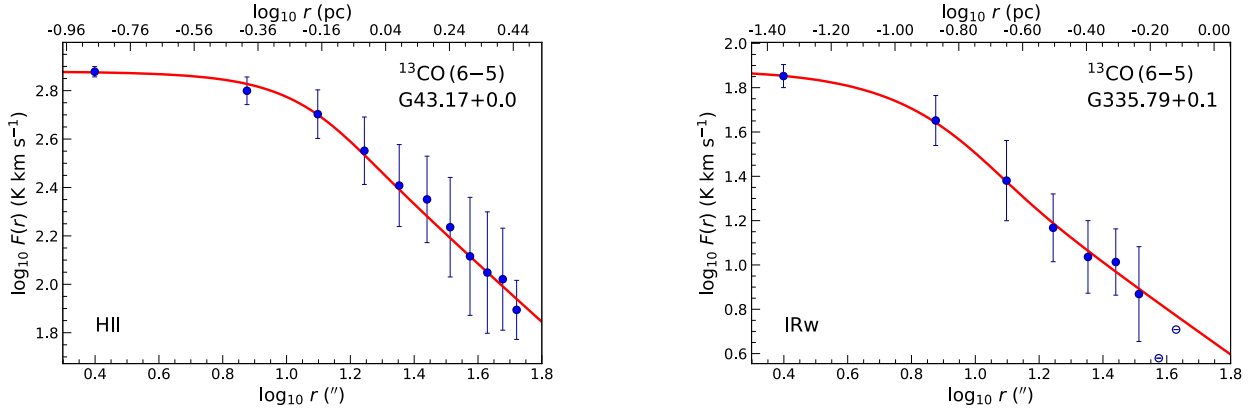 log₁₀ r (pc)
-0.96 -0.76 -0.56 -0.36 -0.16 0.04 0.24 0.44
¹³CO (6−5)
G43.17+0.0
log₁₀ F(r) (K km s⁻¹)
2.8
2.6
2.4
2.2
2.0
1.8
HII
0.4 0.6 0.8 1.0 1.2 1.4 1.6 1.8
log₁₀ r (″)
log₁₀ r (pc)
-1.40 -1.20 -1.00 -0.80 -0.60 -0.40 -0.20 0.00
¹³CO (6−5)
G335.79+0.1
log₁₀ F(r) (K km s⁻¹)
2.0
1.8
1.6
1.4
1.2
1.0
0.8
0.6
IRw
0.4 0.6 0.8 1.0 1.2 1.4 1.6 1.8
log₁₀ r (″)